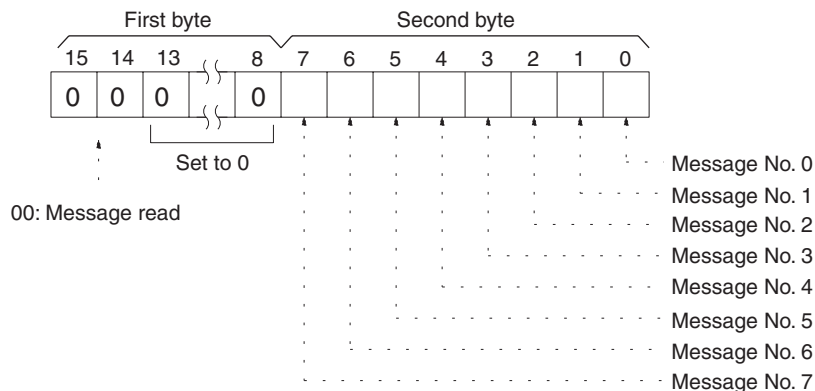 First byte Second byte
15 14 13 8 7 6 5 4 3 2 1 0
0 0 0 0
Set to 0
00: Message read
Message No. 0
Message No. 1
Message No. 2
Message No. 3
Message No. 4
Message No. 5
Message No. 6
Message No. 7